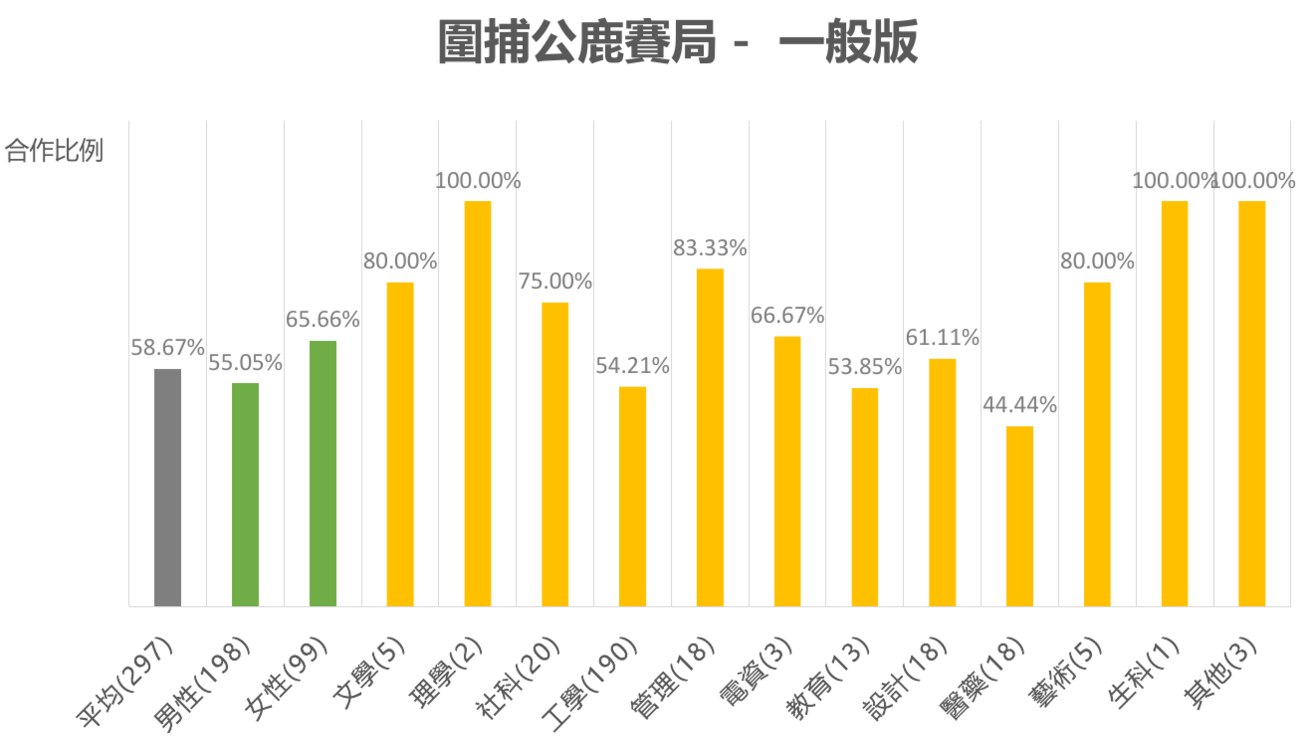 圍捕公鹿賽局 - 一般版
合作比例
58.67%
55.05%
65.66%
80.00%
100.00%
75.00%
54.21%
83.33%
66.67%
53.85%
61.11%
44.44%
80.00%
100.00%
100.00%
平均(297)
男性(198)
女性(99)
文學(5)
理學(2)
社科(20)
工學(190)
管理(18)
電資(3)
教育(13)
設計(18)
醫藥(18)
藝術(5)
生科(1)
其他(3)